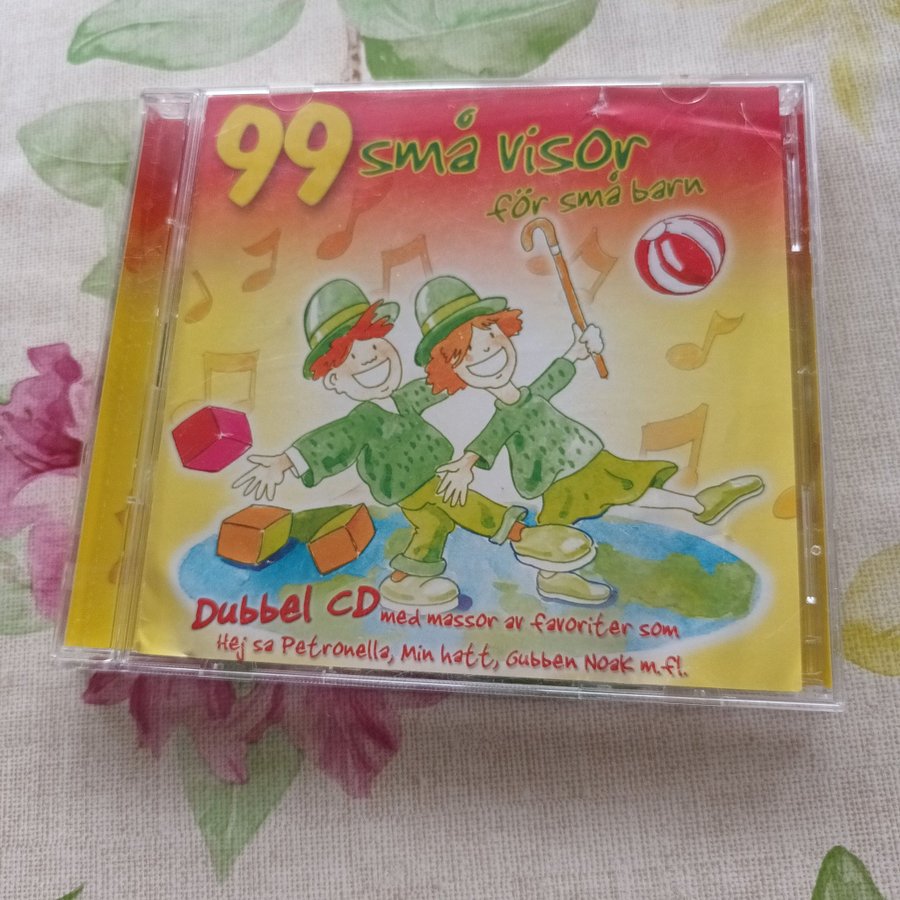 99 små visor
för små barn
Dubbel CD med massor av favoriter som
Hej sa Petronella, Min hatt, Gubben Noak m.fl.